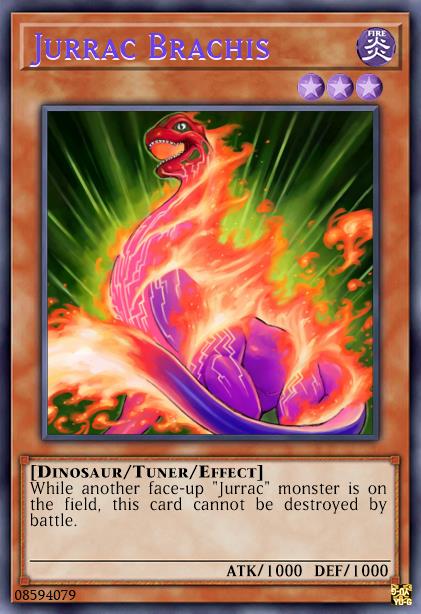 Jurrac Brachis
FIRE
炎
[Dinosaur/Tuner/Effect]
While another face-up "Jurrac" monster is on
the field, this card cannot be destroyed by
battle.
ATK/1000 DEF/1000
08594079